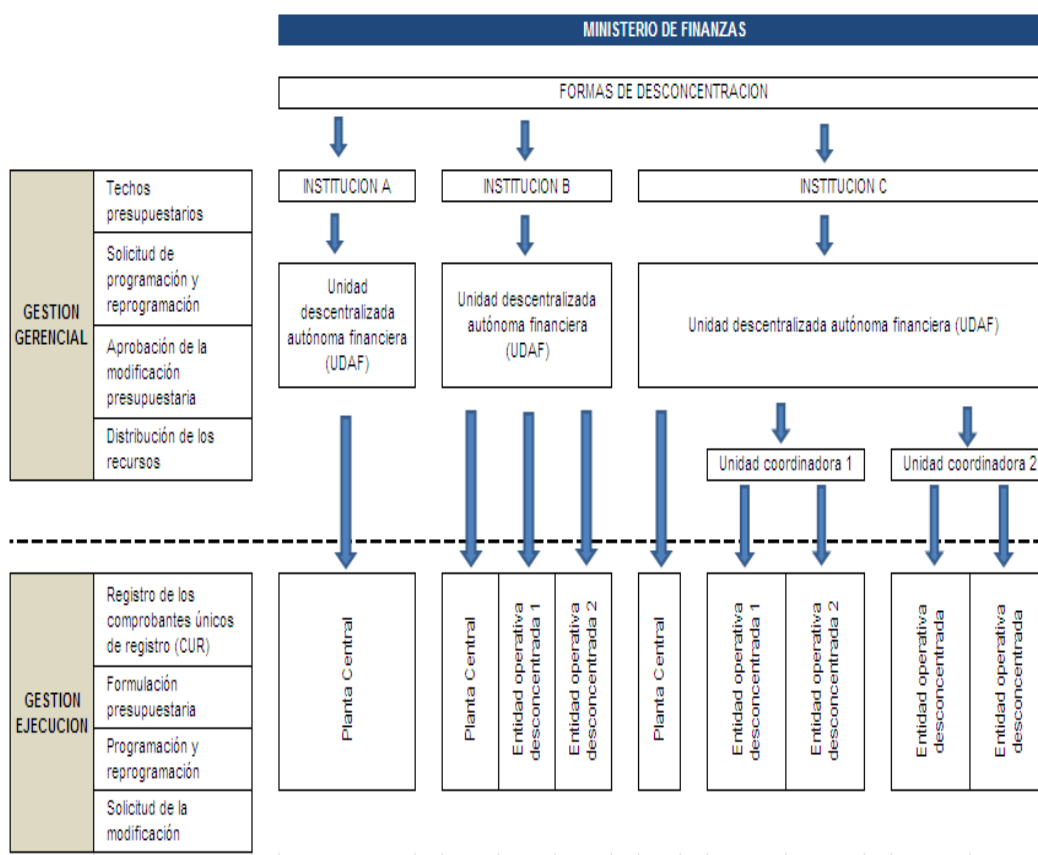 MINISTERIO DE FINANZAS
FORMAS DE DESCONCENTRACION
INSTITUCION A
INSTITUCION B
INSTITUCION C
GESTION
GERENCIAL
Techos
presupuestarios
Solicitud de
programación y
reprogramación
Aprobación de la
modificación
presupuestaria
Distribución de los
recursos
Unidad
descentralizada
autónoma financiera
(UDAF)
Unidad descentralizada
autónoma financiera
(UDAF)
Unidad descentralizada autónoma financiera (UDAF)
Unidad coordinadora 1
Unidad coordinadora 2
GESTION
EJECUCION
Registro de los
comprobantes únicos
de registro (CUR)
Formulación
presupuestaria
Programación y
reprogramación
Solicitud de la
modificación
Planta Central
Planta Central
Entidad operativa
desconcentrada 1
Entidad operativa
desconcentrada 2
Planta Central
Entidad operativa
desconcentrada 1
Entidad operativa
desconcentrada 2
Entidad operativa
desconcentrada
Entidad operativa
desconcentrada